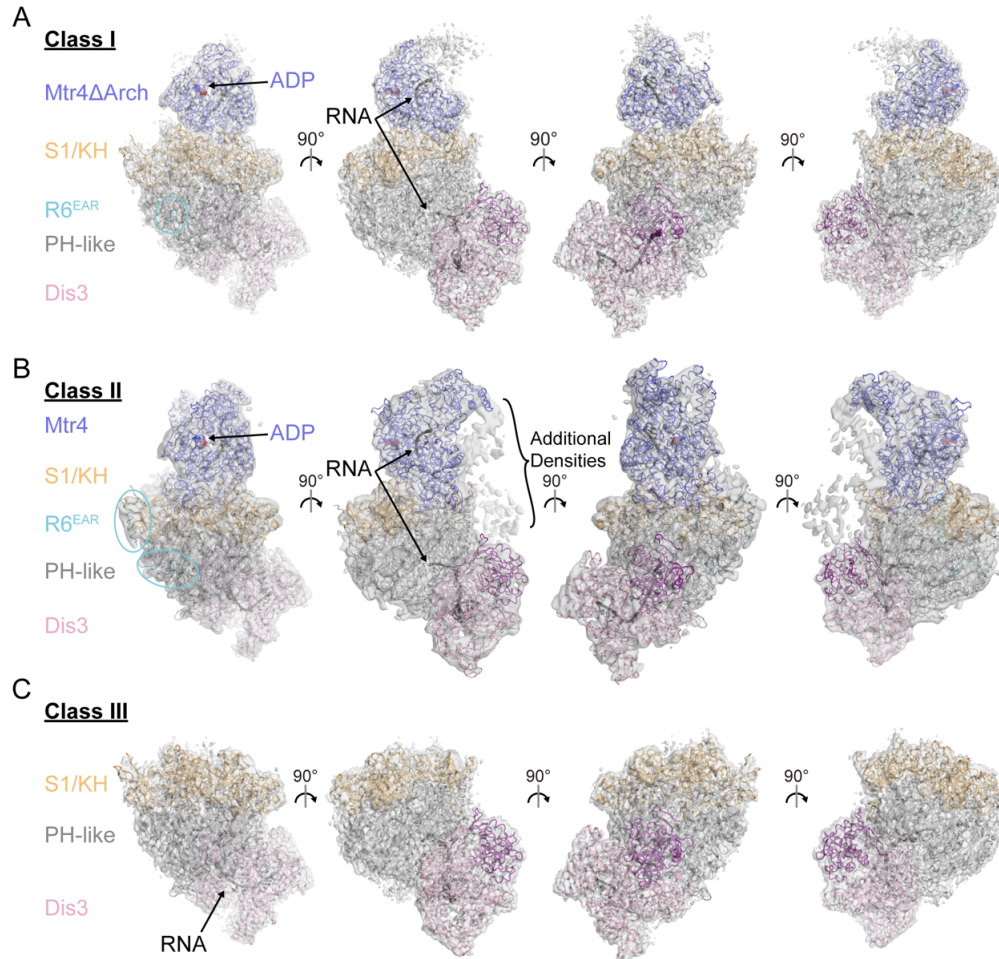 A
Class I
Mtr4ΔArch
ADP
RNA
S1/KH
90°
90°
90°
R6EAR
PH-like
Dis3
B
Class II
Mtr4
ADP
RNA
Additional
Densities
S1/KH
90°
90°
90°
R6EAR
PH-like
Dis3
C
Class III
S1/KH
90°
90°
90°
PH-like
Dis3
RNA